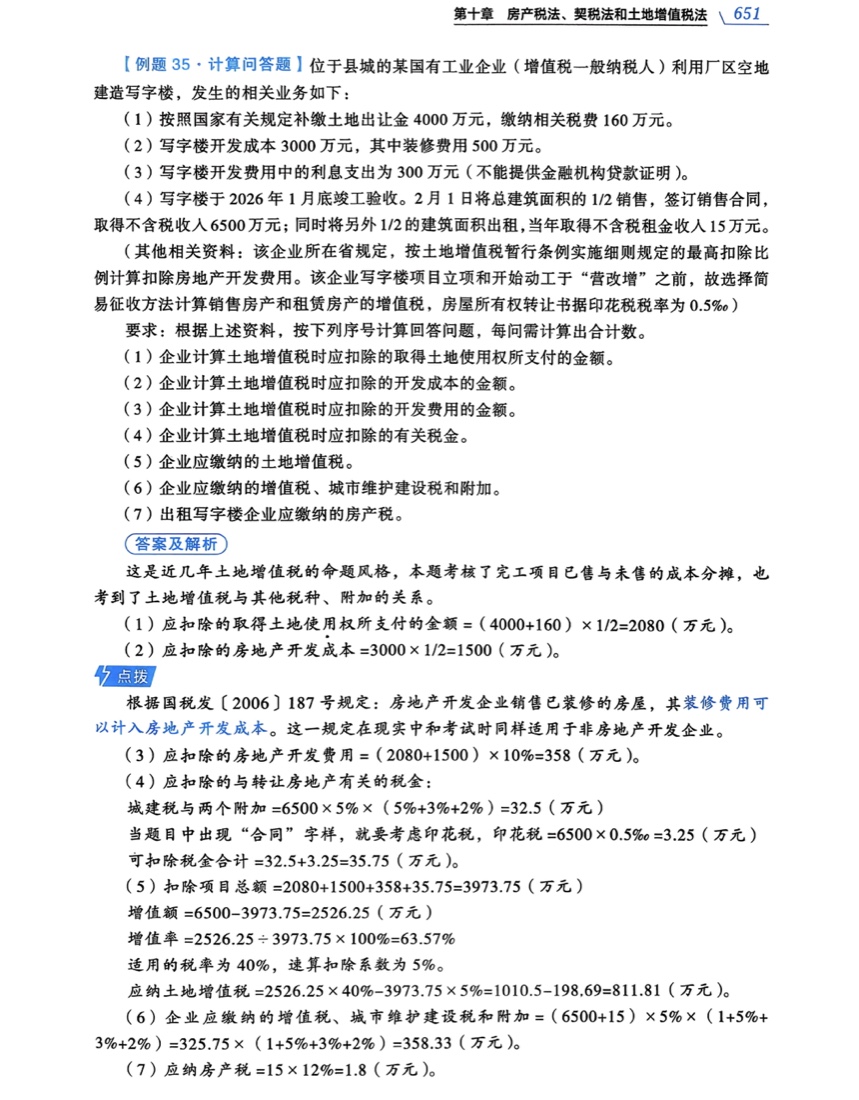 第十章 房产税法、契税法和土地增值税法 651
【例题 35·计算问答题】位于县城的某国有工业企业（增值税一般纳税人）利用厂区空地
建造写字楼，发生的相关业务如下：
（1）按照国家有关规定补缴土地出让金 4000 万元，缴纳相关税费 160 万元。
（2）写字楼开发成本 3000 万元，其中装修费用 500 万元。
（3）写字楼开发费用中的利息支出为 300 万元（不能提供金融机构贷款证明）。
（4）写字楼于 2026 年 1 月底竣工验收。2 月 1 日将总建筑面积的 1/2 销售，签订销售合同，
取得不含税收入6500万元；同时将另外1/2的建筑面积出租，当年取得不含税租金收入15万元。
（其他相关资料：该企业所在省规定，按土地增值税暂行条例实施细则规定的最高扣除比
例计算扣除房地产开发费用。该企业写字楼项目立项和开始动工于“营改增”之前，故选择简
易征收方法计算销售房产和租赁房产的增值税，房屋所有权转让书据印花税税率为 0.5‰）
要求：根据上述资料，按下列序号计算回答问题，每问需计算出合计数。
（1）企业计算土地增值税时应扣除的取得土地使用权所支付的金额。
（2）企业计算土地增值税时应扣除的开发成本的金额。
（3）企业计算土地增值税时应扣除的开发费用的金额。
（4）企业计算土地增值税时应扣除的有关税金。
（5）企业应缴纳的土地增值税。
（6）企业应缴纳的增值税、城市维护建设税和附加。
（7）出租写字楼企业应缴纳的房产税。
答案及解析
这是近几年土地增值税的命题风格，本题考核了完工项目已售与未售的成本分摊，也
考到了土地增值税与其他税种、附加的关系。
（1）应扣除的取得土地使用权所支付的金额 =（4000+160）×1/2=2080（万元）。
（2）应扣除的房地产开发成本 =3000×1/2=1500（万元）。
点拨
根据国税发〔2006〕187 号规定：房地产开发企业销售已装修的房屋，其装修费用可
以计入房地产开发成本。这一规定在现实中和考试时同样适用于非房地产开发企业。
（3）应扣除的房地产开发费用 =（2080+1500）×10%=358（万元）。
（4）应扣除的与转让房地产有关的税金：
城建税与两个附加 =6500×5%×（5%+3%+2%）=32.5（万元）
当题目中出现“合同”字样，就要考虑印花税，印花税 =6500×0.5‰ =3.25（万元）
可扣除税金合计 =32.5+3.25=35.75（万元）。
（5）扣除项目总额 =2080+1500+358+35.75=3973.75（万元）
增值额 =6500-3973.75=2526.25（万元）
增值率 =2526.25÷3973.75×100%=63.57%
适用的税率为 40%，速算扣除系数为 5%。
应纳土地增值税 =2526.25×40%-3973.75×5%=1010.5-198.69=811.81（万元）。
（6）企业应缴纳的增值税、城市维护建设税和附加 =（6500+15）×5%×（1+5%+
3%+2%）=325.75×（1+5%+3%+2%）=358.33（万元）。
（7）应纳房产税 =15×12%=1.8（万元）。